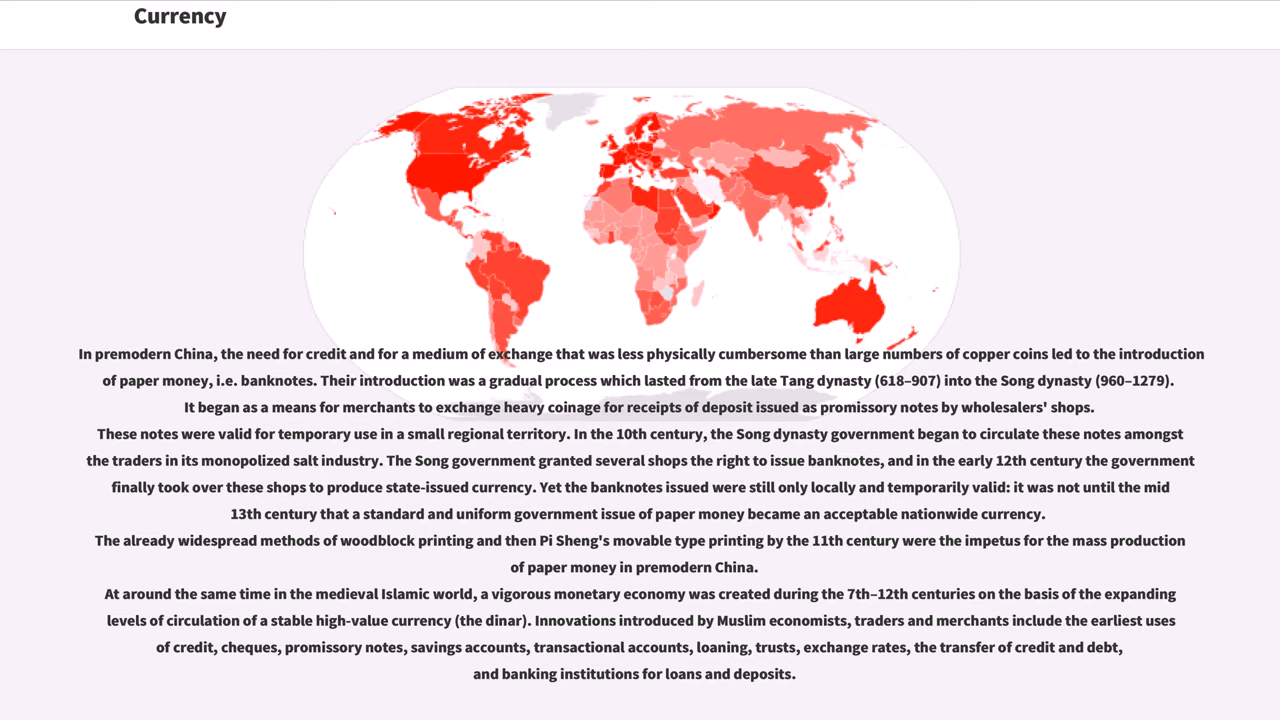 Currency
In premodern China, the need for credit and for a medium of exchange that was less physically cumbersome than large numbers of copper coins led to the introduction
of paper money, i.e. banknotes. Their introduction was a gradual process which lasted from the late Tang dynasty (618–907) into the Song dynasty (960–1279).
It began as a means for merchants to exchange heavy coinage for receipts of deposit issued as promissory notes by wholesalers' shops.
These notes were valid for temporary use in a small regional territory. In the 10th century, the Song dynasty government began to circulate these notes amongst
the traders in its monopolized salt industry. The Song government granted several shops the right to issue banknotes, and in the early 12th century the government
finally took over these shops to produce state-issued currency. Yet the banknotes issued were still only locally and temporarily valid: it was not until the mid
13th century that a standard and uniform government issue of paper money became an acceptable nationwide currency.
The already widespread methods of woodblock printing and then Pi Sheng's movable type printing by the 11th century were the impetus for the mass production
of paper money in premodern China.
At around the same time in the medieval Islamic world, a vigorous monetary economy was created during the 7th–12th centuries on the basis of the expanding
levels of circulation of a stable high-value currency (the dinar). Innovations introduced by Muslim economists, traders and merchants include the earliest uses
of credit, cheques, promissory notes, savings accounts, transactional accounts, loaning, trusts, exchange rates, the transfer of credit and debt,
and banking institutions for loans and deposits.